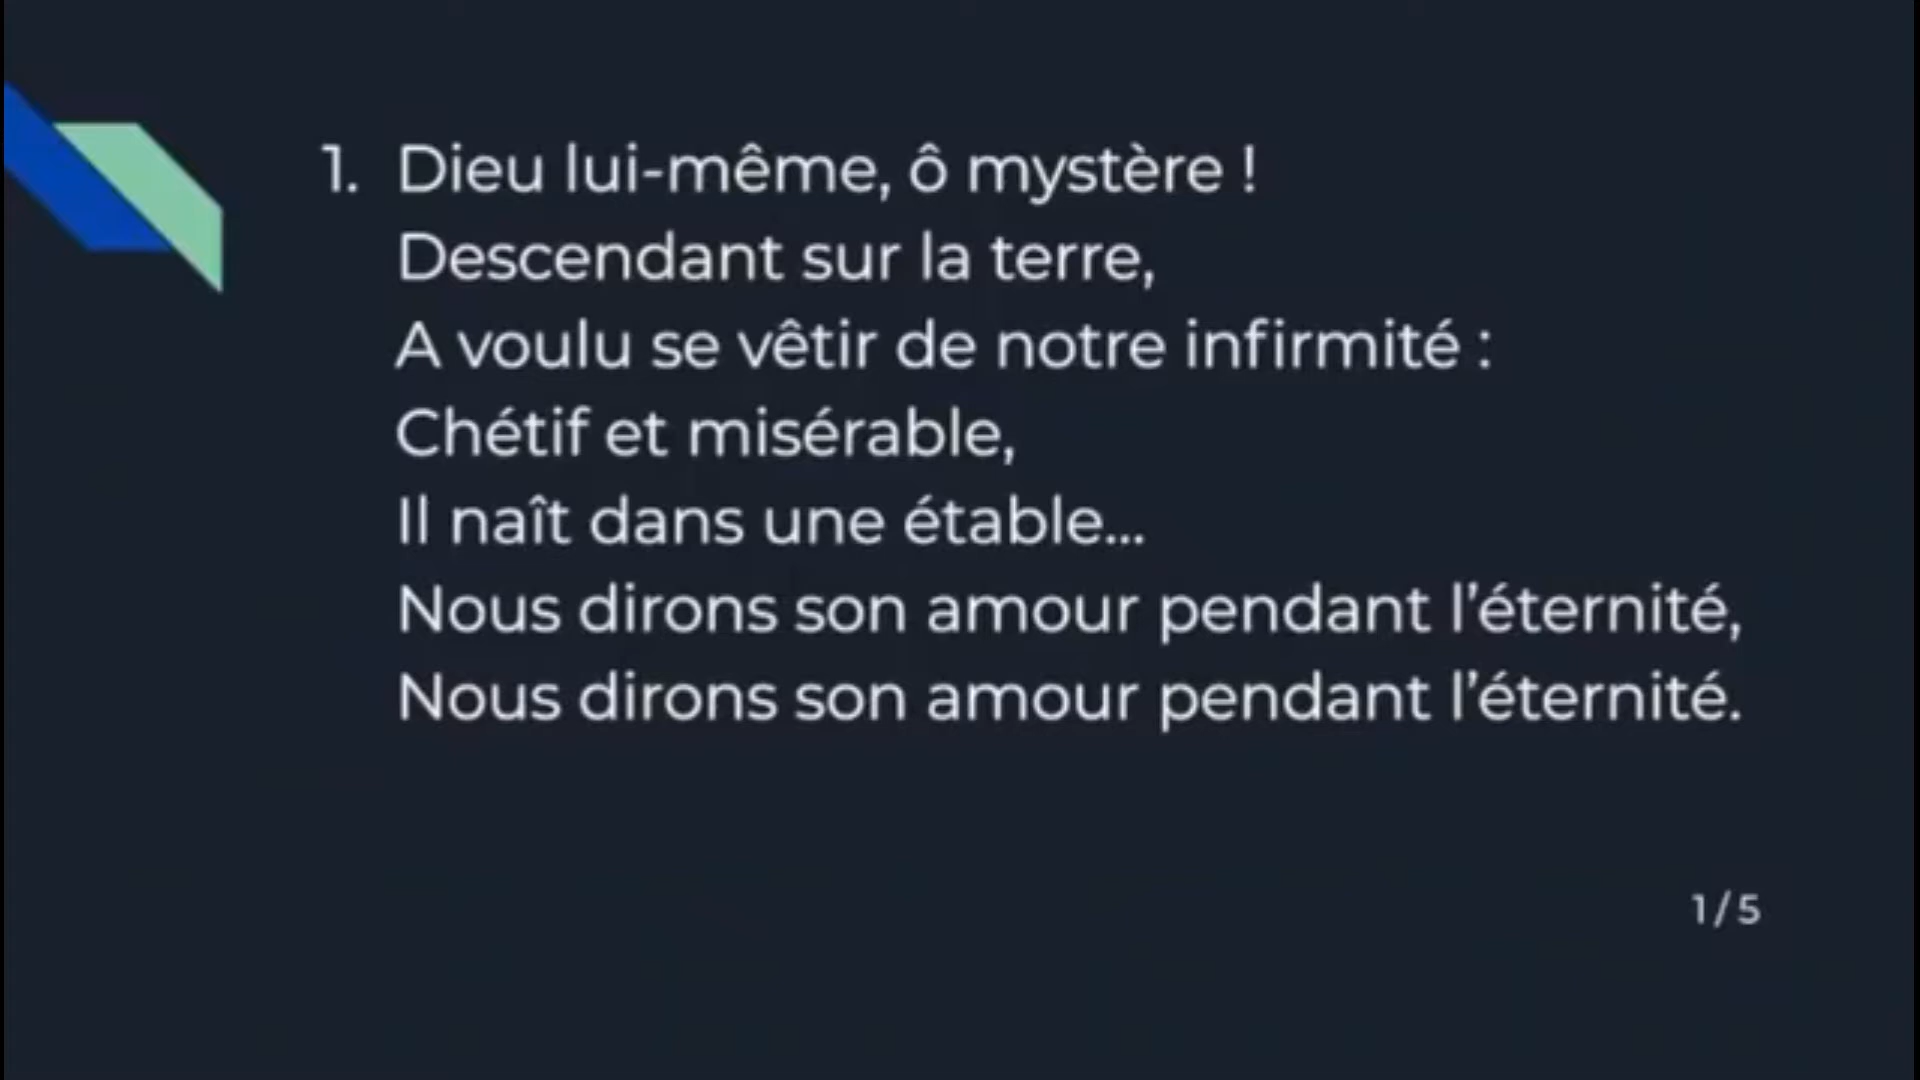 1. Dieu lui-même, ô mystère !
Descendant sur la terre,
A voulu se vêtir de notre infirmité :
Chétif et misérable,
Il naît dans une étable...
Nous dirons son amour pendant l’éternité,
Nous dirons son amour pendant l’éternité.
1 / 5